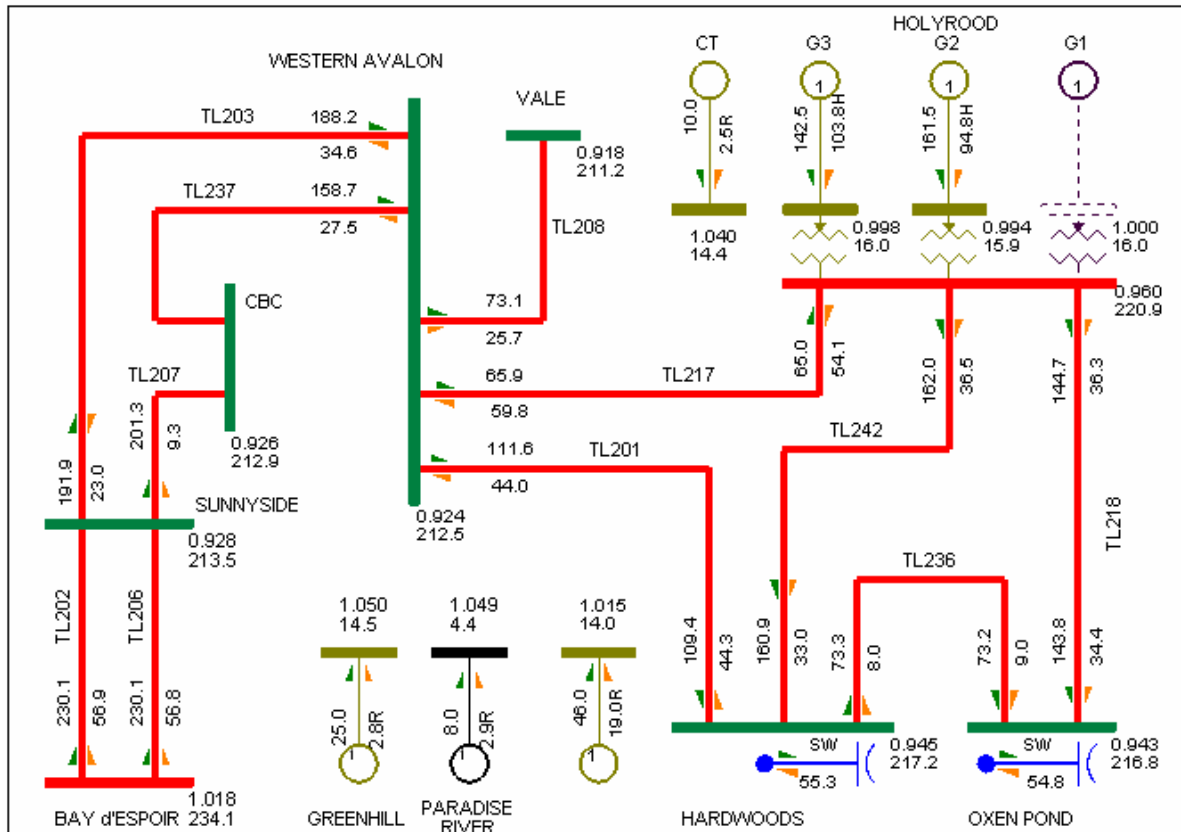 HOLYROOD
CT
G3
G2
G1
1
1
1
WESTERN AVALON
VALE
TL203
188.2
34.6
0.918
211.2
TL237
158.7
27.5
TL208
10.0
2.5R
142.5
103.8H
161.5
94.8H
1.040
14.4
0.998
16.0
0.994
15.9
1.000
16.0
0.960
220.9
CBC
73.1
25.7
TL207
65.9
59.8
TL217
65.0
54.1
162.0
36.5
144.7
36.3
201.3
9.3
0.926
212.9
111.6
44.0
TL201
TL242
191.9
23.0
SUNNYSIDE
0.928
213.5
0.924
212.5
TL218
TL236
TL202
TL206
1.050
14.5
1.049
4.4
1.015
14.0
109.4
44.3
160.9
33.0
73.3
8.0
73.2
9.0
143.8
34.4
230.1
56.9
230.1
56.8
25.0
2.8R
8.0
2.9R
46.0
19.0R
1
1
1
SW
55.3
0.945
217.2
SW
54.8
0.943
216.8
1.018
234.1
BAY d'ESPOIR
GREENHILL
PARADISE
RIVER
HARDWOODS
OXEN POND